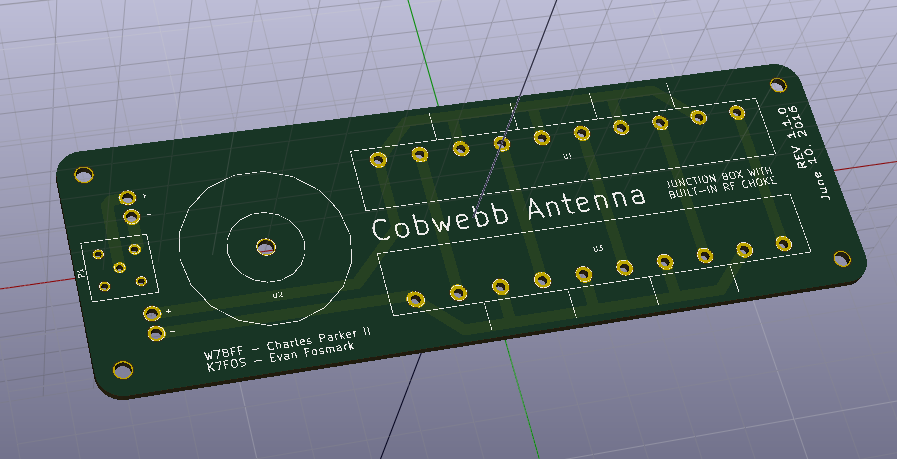 Cobwebb Antenna
JUNCTION BOX WITH
BUILT-IN RF CHOKE
REV 1.1.0
June 10, 2016
W7BFF – Charles Parker II
K7FOS – Evan Fosmark
U1
U2
U3
P1
+
−